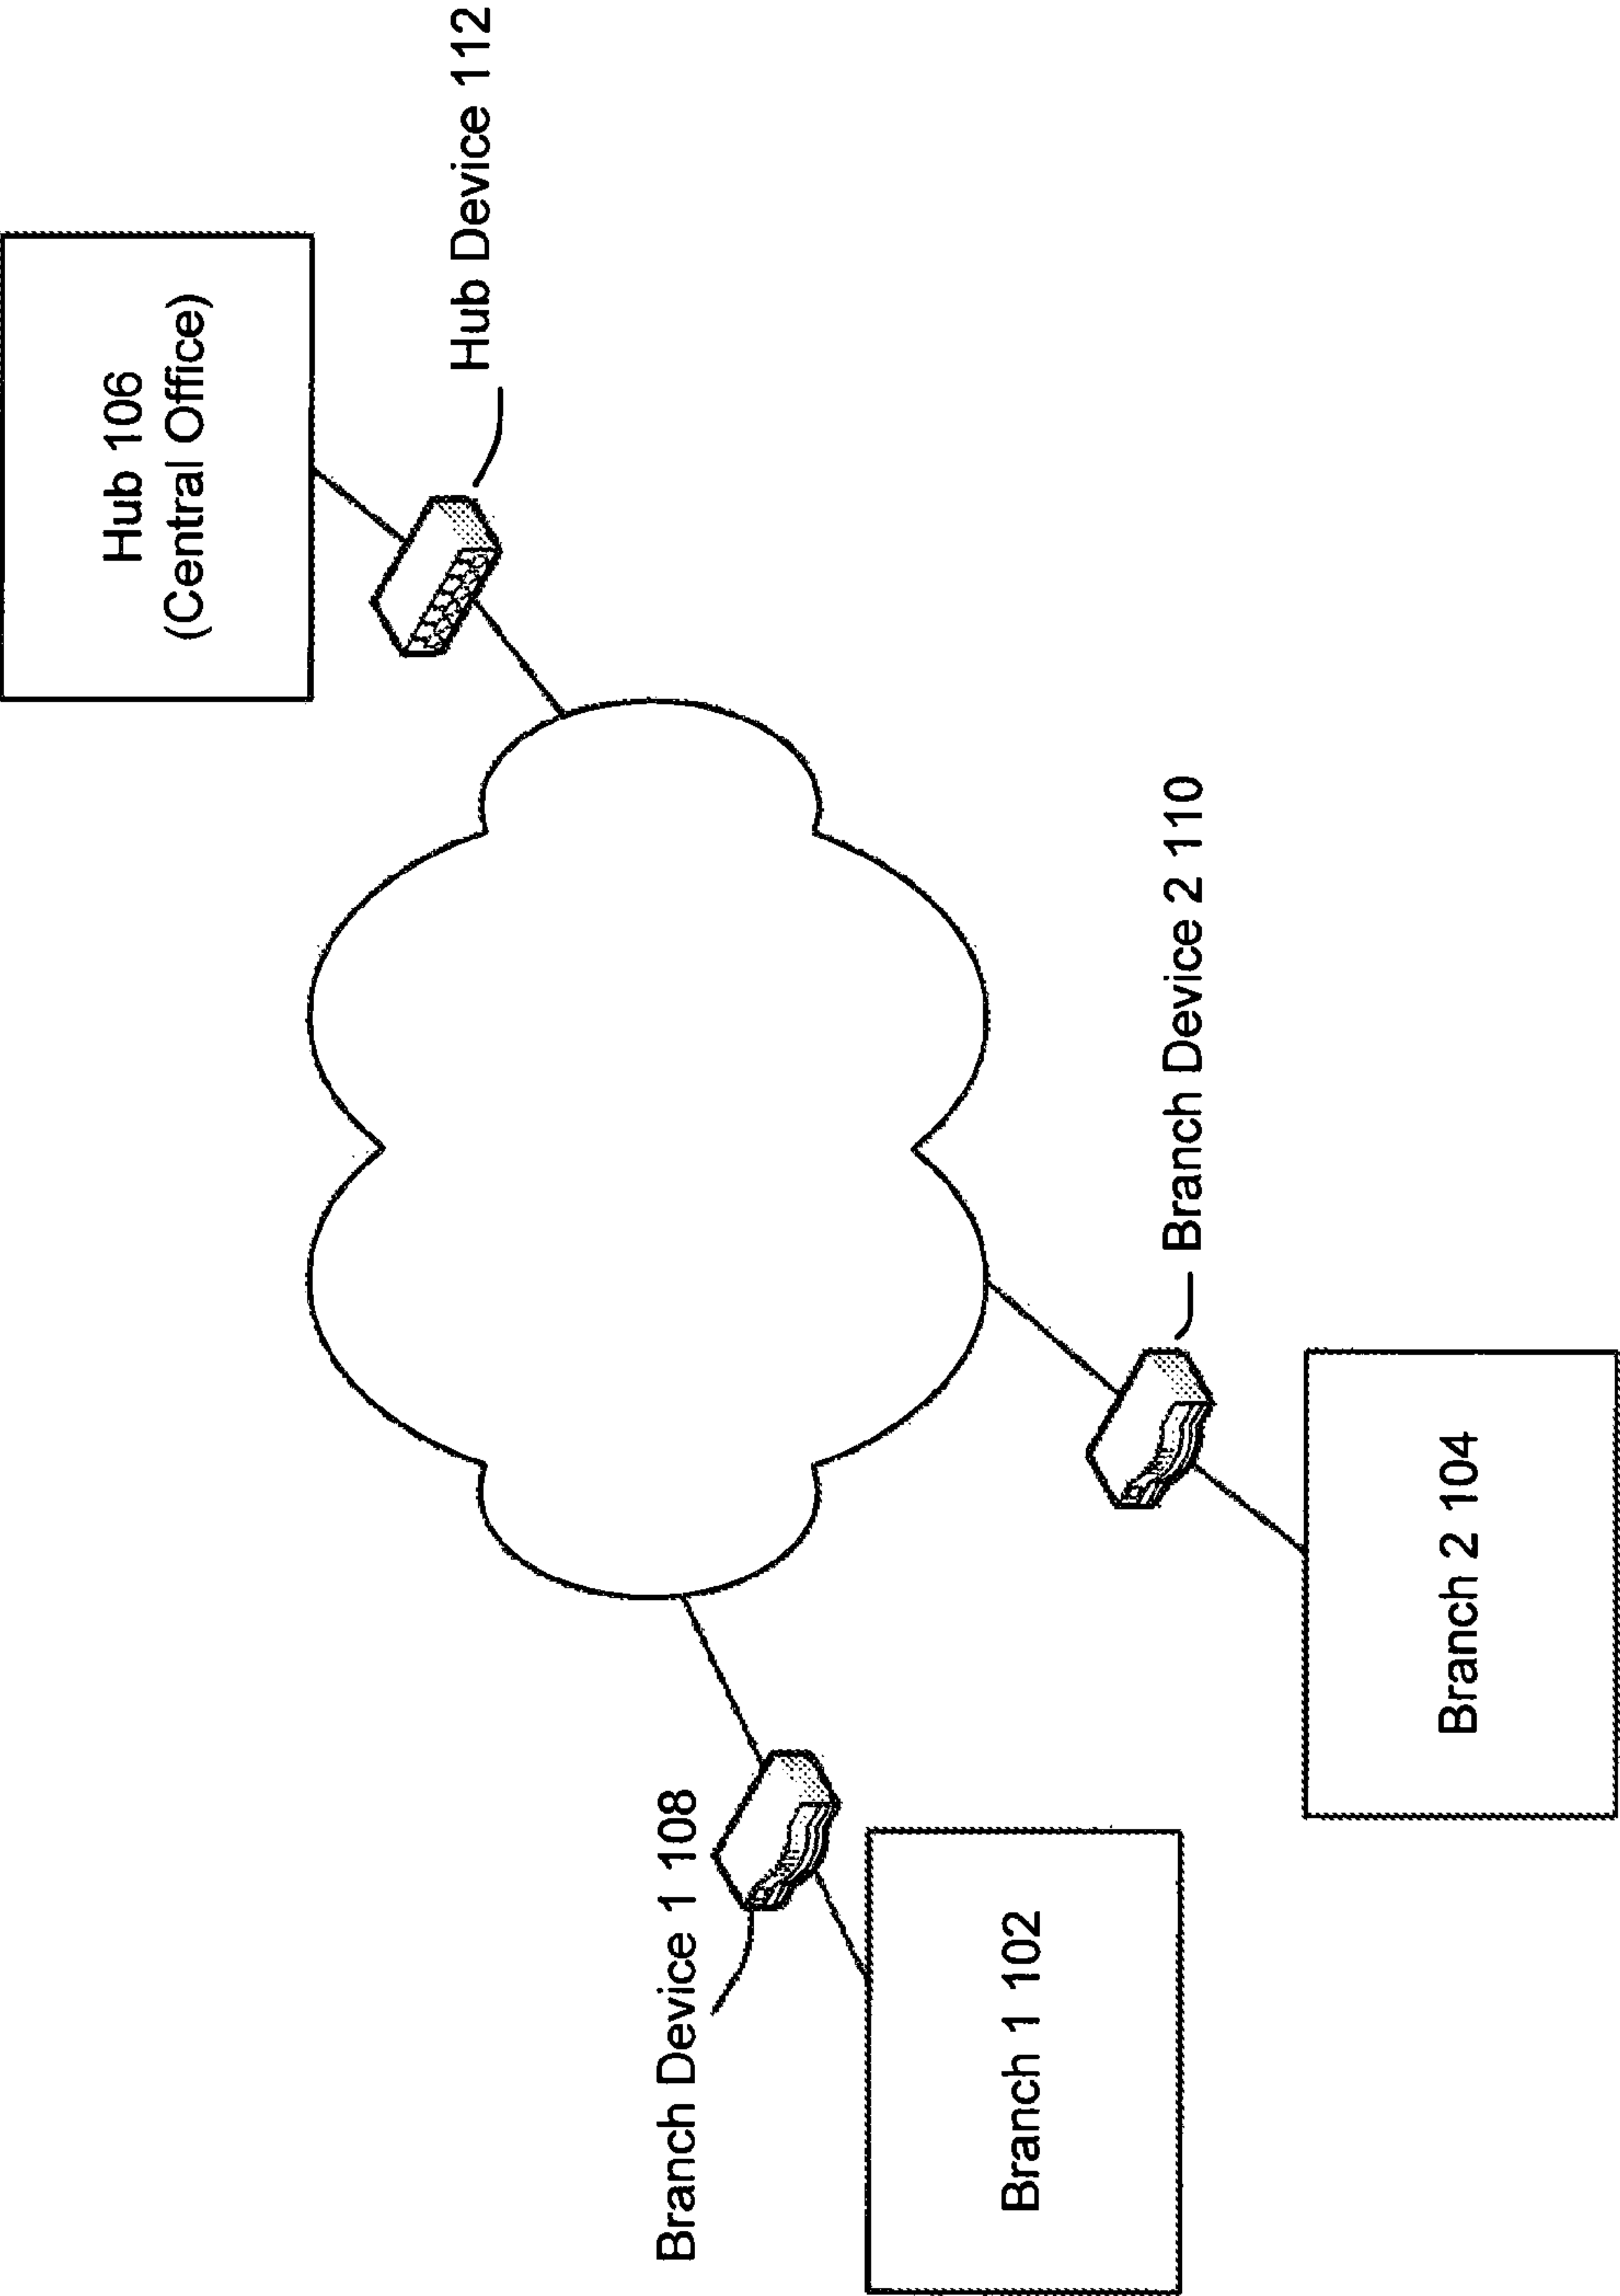 Hub 106
(Central Office)
Hub Device 112
Branch Device 1 108
Branch Device 2 110
Branch 1 102
Branch 2 104